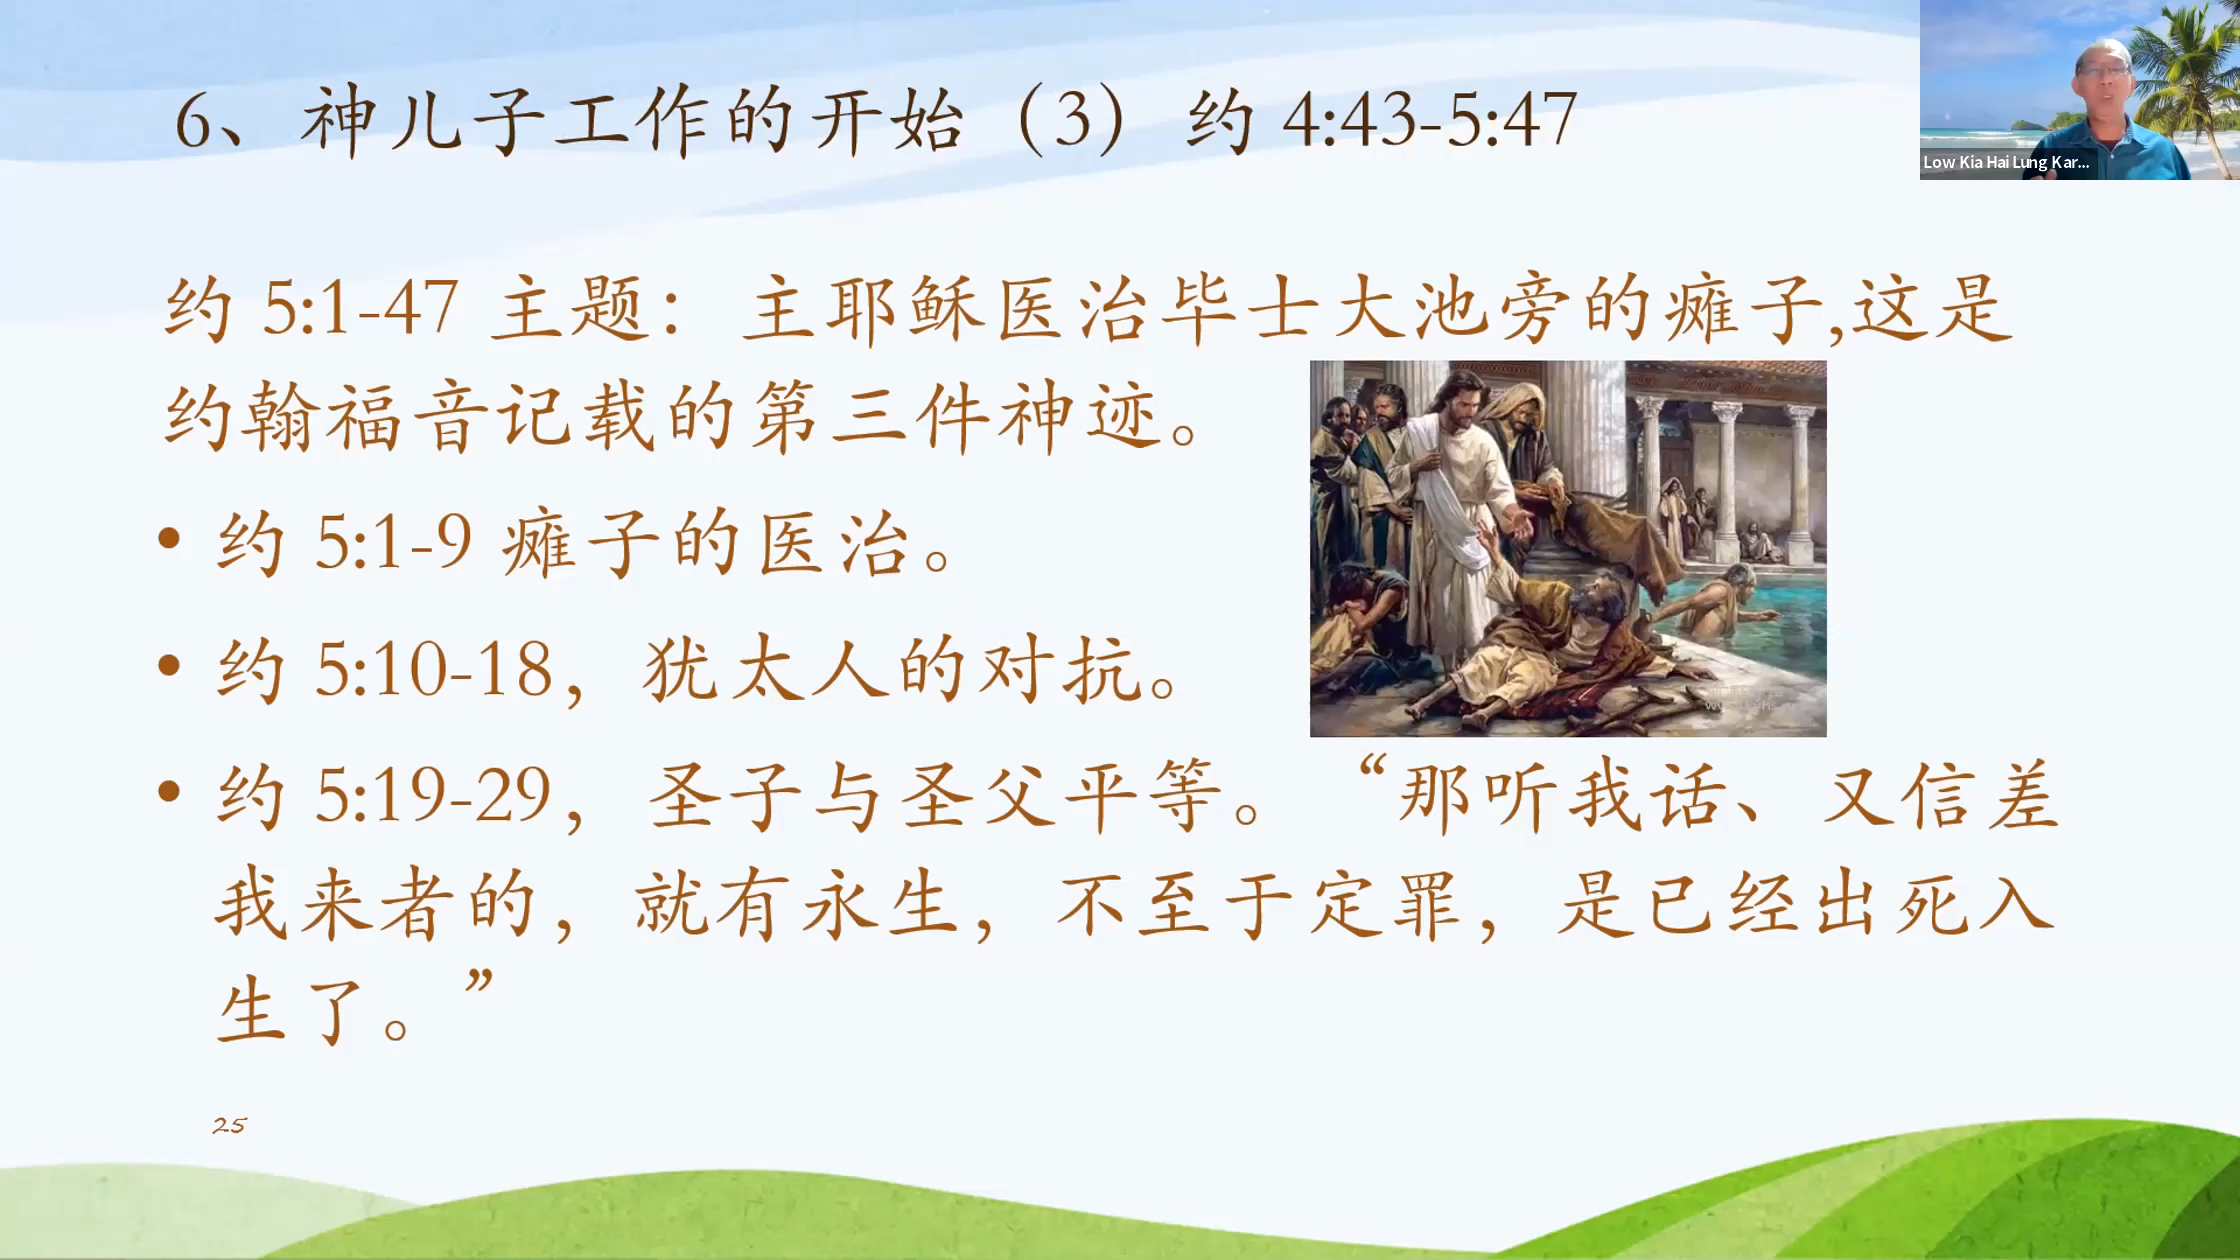 6、神儿子工作的开始（3）约 4:43-5:47
Low Kia Hai Lung Kar...
约 5:1-47 主题：主耶稣医治毕士大池旁的瘫子,这是
约翰福音记载的第三件神迹。
• 约 5:1-9 瘫子的医治。
• 约 5:10-18，犹太人的对抗。
• 约 5:19-29，圣子与圣父平等。“那听我话、又信差
我来者的，就有永生，不至于定罪，是已经出死入
生了。”
25